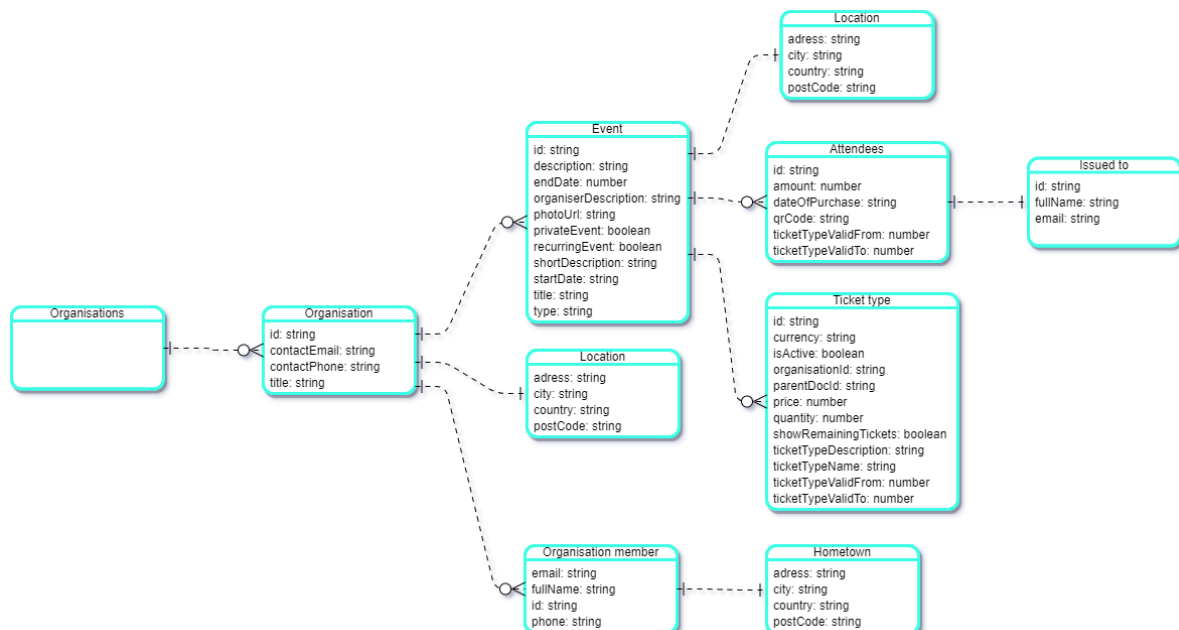 Location
adress: string
city: string
country: string
postCode: string
Event
id: string
description: string
endDate: number
organiserDescription: string
photoUrl: string
privateEvent: boolean
recurringEvent: boolean
shortDescription: string
startDate: string
title: string
type: string
Attendees
id: string
amount: number
dateOfPurchase: string
qrCode: string
ticketTypeValidFrom: number
ticketTypeValidTo: number
Issued to
id: string
fullName: string
email: string
Organisations
Organisation
id: string
contactEmail: string
contactPhone: string
title: string
Location
adress: string
city: string
country: string
postCode: string
Ticket type
id: string
currency: string
isActive: boolean
organisationId: string
parentDocId: string
price: number
quantity: number
showRemainingTickets: boolean
ticketTypeDescription: string
ticketTypeName: string
ticketTypeValidFrom: number
ticketTypeValidTo: number
Organisation member
email: string
fullName: string
id: string
phone: string
Hometown
adress: string
city: string
country: string
postCode: string